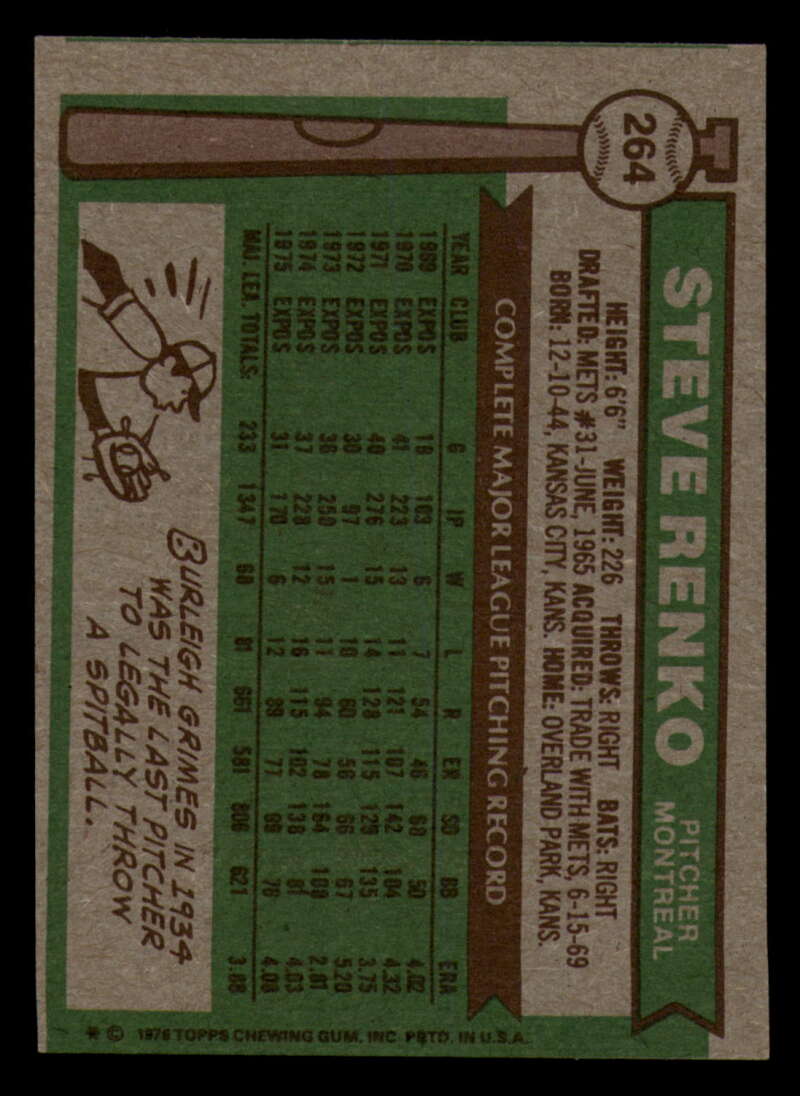 264
STEVE RENKO
PITCHER
MONTREAL
HEIGHT: 6'6" WEIGHT: 226 THROWS: RIGHT BATS: RIGHT
DRAFTED: METS #31-JUNE, 1965 ACQUIRED: TRADE WITH METS, 6-15-69
BORN: 12-10-44, KANSAS CITY, KANS. HOME: OVERLAND PARK, KANS.
COMPLETE MAJOR LEAGUE PITCHING RECORD
YEAR CLUB G IP W L R ER SO BB ERA
1969 EXPOS 18 103 6 7 54 46 68 50 4.02
1970 EXPOS 41 223 13 11 121 107 142 104 4.32
1971 EXPOS 40 276 15 14 128 115 129 135 3.75
1972 EXPOS 30 97 1 10 60 56 66 67 5.20
1973 EXPOS 36 250 15 11 94 78 164 108 2.81
1974 EXPOS 37 228 12 16 115 102 138 81 4.03
1975 EXPOS 31 170 6 12 89 77 99 76 4.08
MAJ. LEA. TOTALS: 233 1347 68 81 661 581 806 621 3.88
BURLEIGH GRIMES IN 1934
WAS THE LAST PITCHER
TO LEGALLY THROW
A SPITBALL.
* © 1976 TOPPS CHEWING GUM, INC. PRTD. IN U.S.A.